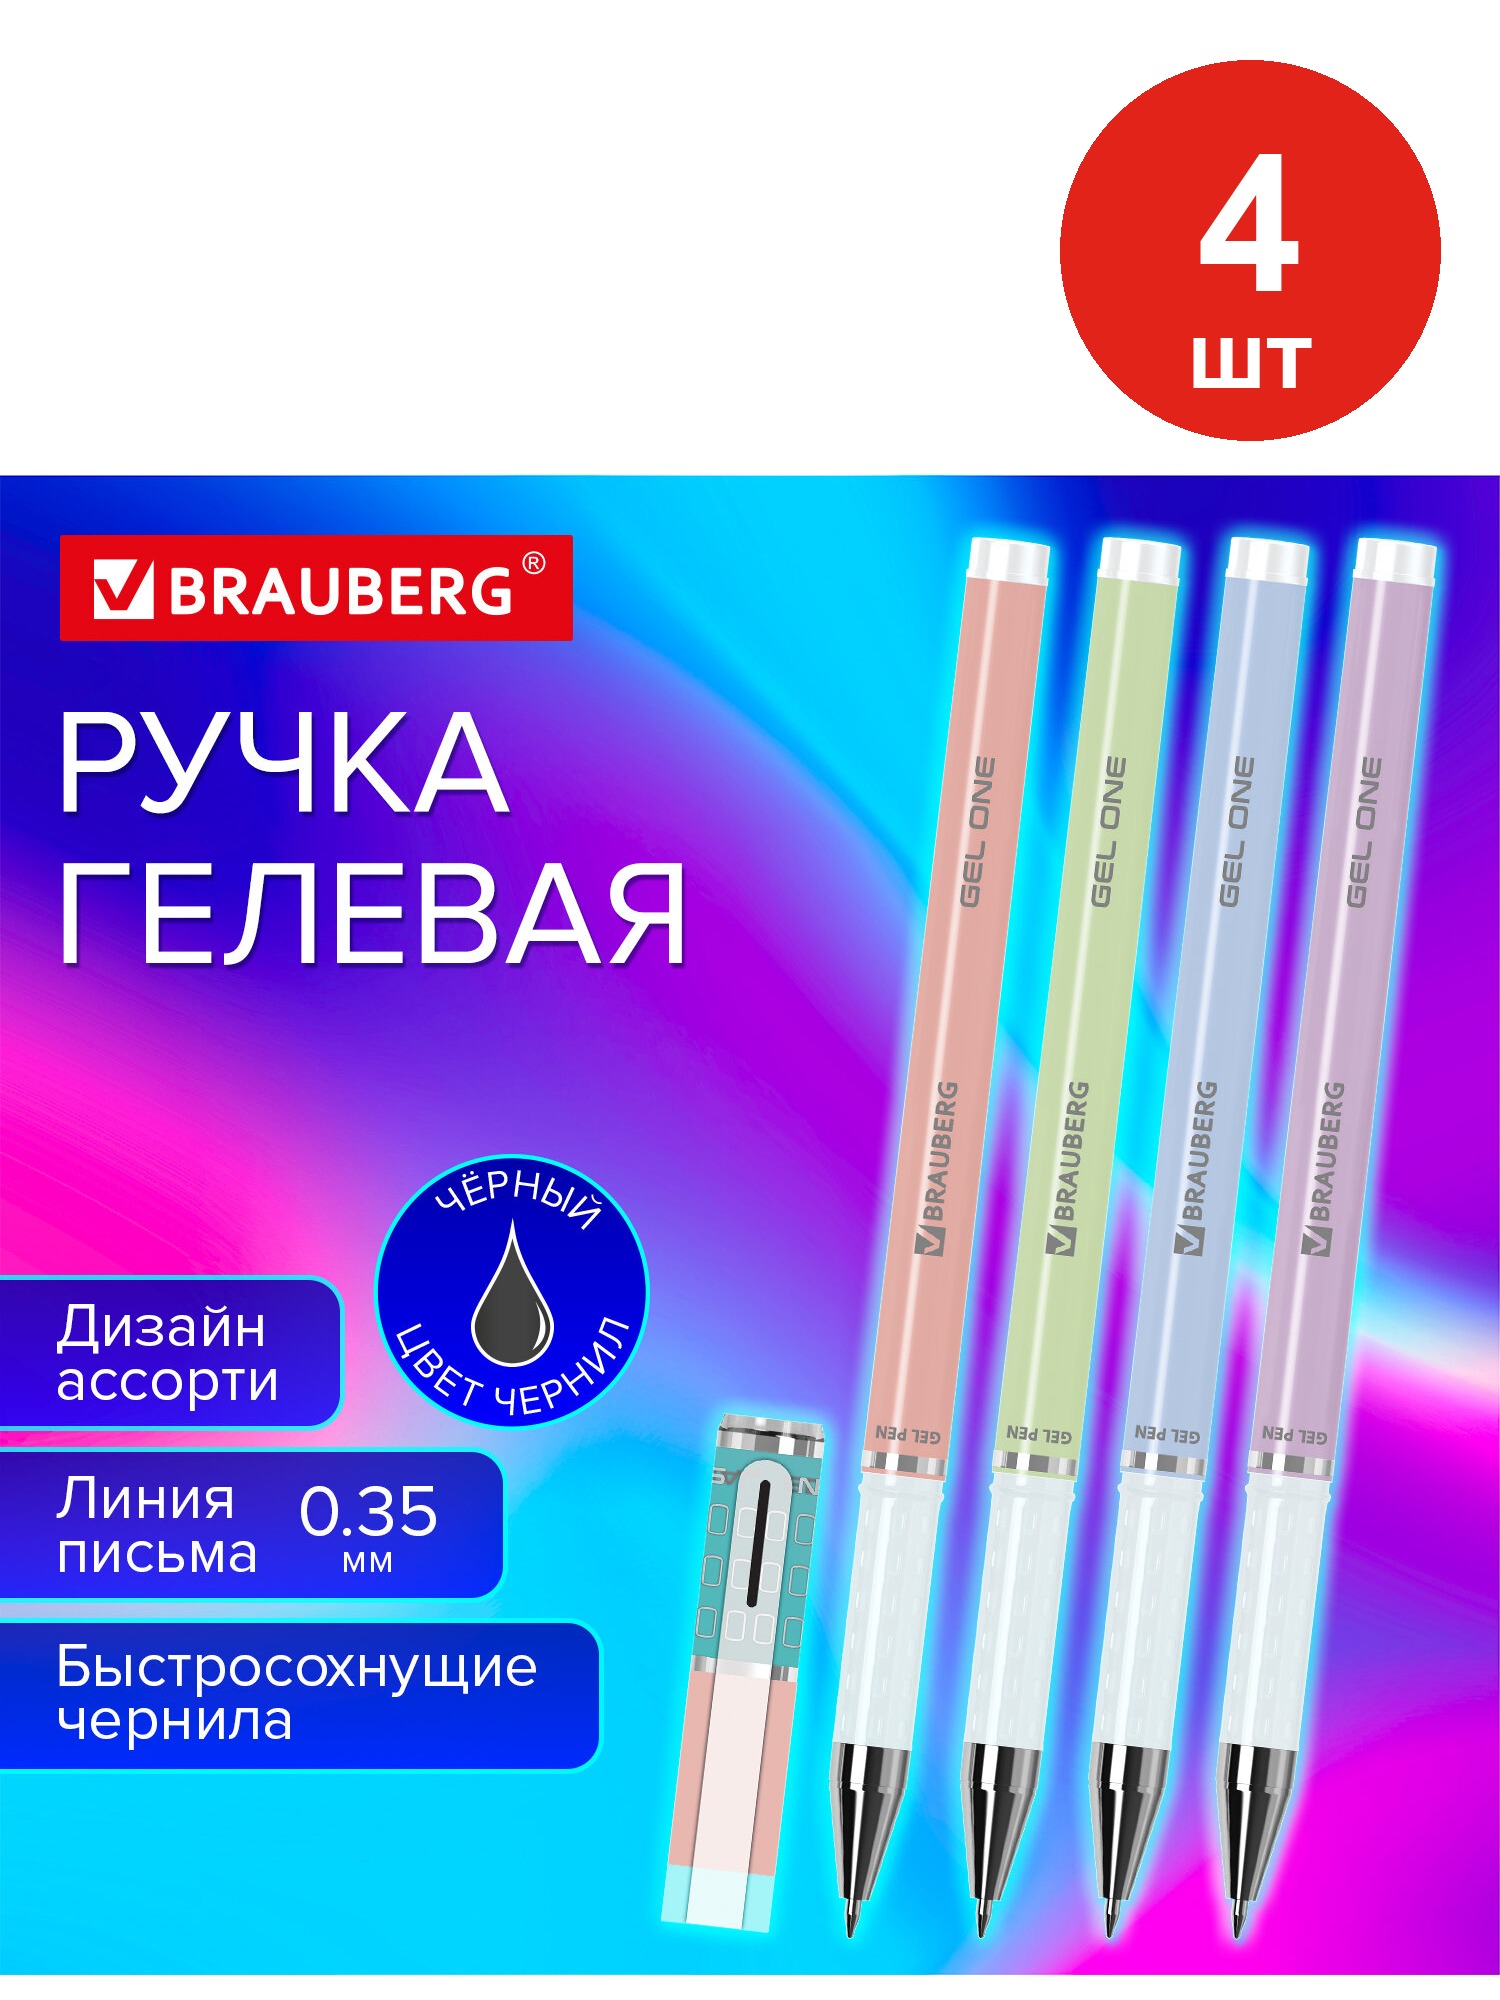 4
шт
BRAUBERG®
РУЧКА
ГЕЛЕВАЯ
GEL ONE
GEL ONE
GEL ONE
GEL ONE
BRAUBERG
BRAUBERG
BRAUBERG
BRAUBERG
ЧЁРНЫЙ
ЦВЕТ ЧЕРНИЛ
Дизайн
ассорти
GEL PEN
GEL PEN
GEL PEN
GEL PEN
Линия
письма
0.35
мм
Быстросохнущие
чернила